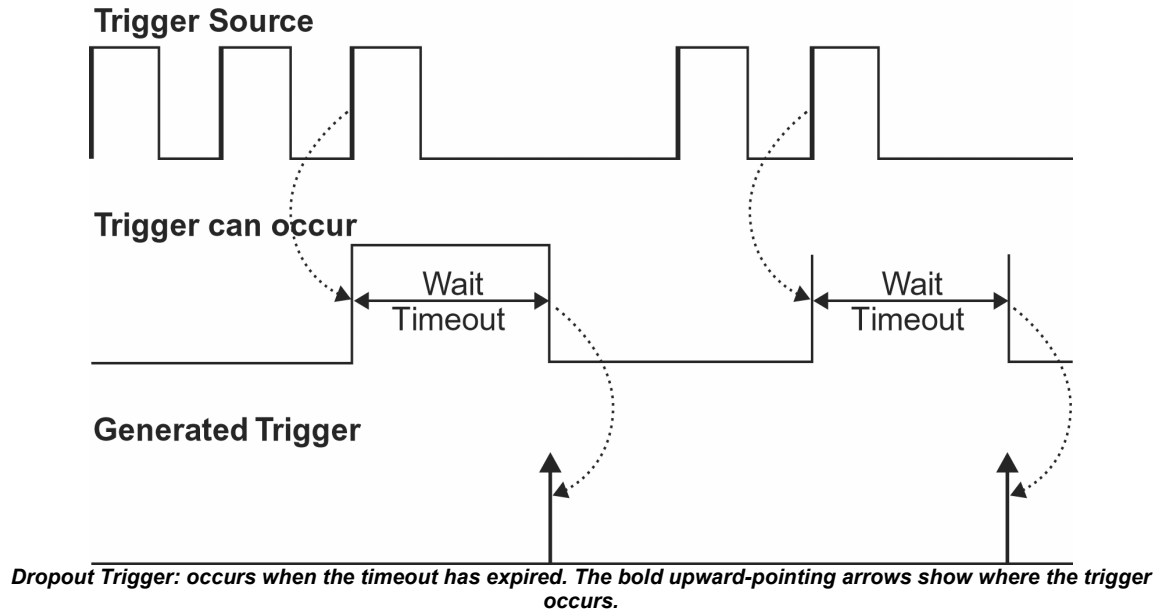 Trigger Source
Trigger can occur
Wait
Timeout
Wait
Timeout
Generated Trigger
Dropout Trigger: occurs when the timeout has expired. The bold upward-pointing arrows show where the trigger
occurs.